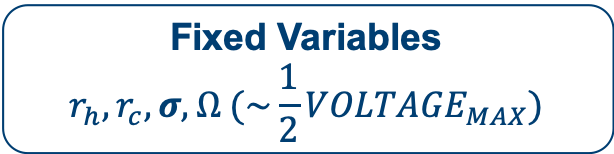 Fixed Variables
r_h, r_c, σ, Ω (~ 1/2 VOLTAGE_MAX)